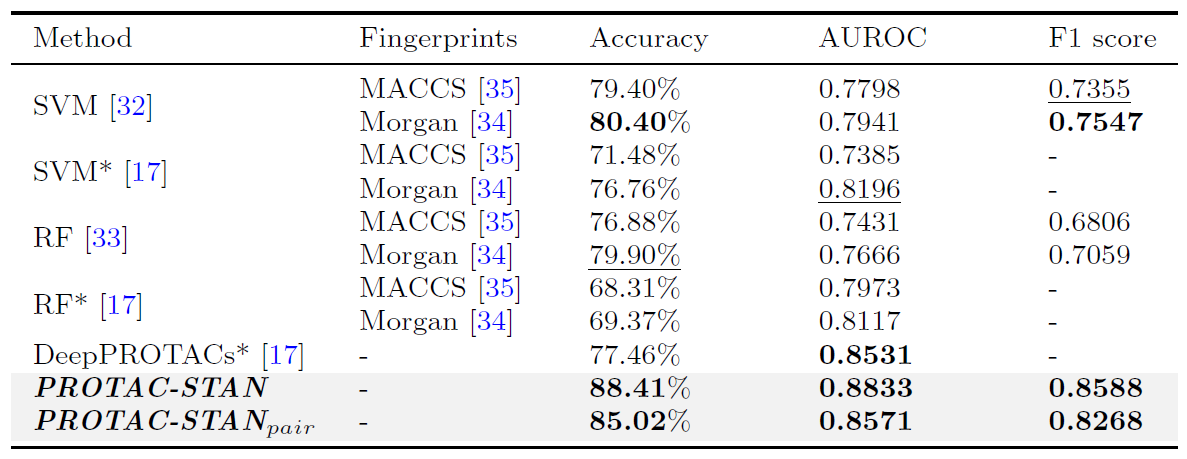 Method Fingerprints Accuracy AUROC F1 score
SVM [32] MACCS [35] 79.40% 0.7798 0.7355
Morgan [34] 80.40% 0.7941 0.7547
SVM* [17] MACCS [35] 71.48% 0.7385 -
Morgan [34] 76.76% 0.8196 -
RF [33] MACCS [35] 76.88% 0.7431 0.6806
Morgan [34] 79.90% 0.7666 0.7059
RF* [17] MACCS [35] 68.31% 0.7973 -
Morgan [34] 69.37% 0.8117 -
DeepPROTACs* [17] - 77.46% 0.8531 -
PROTAC-STAN - 88.41% 0.8833 0.8588
PROTAC-STANpair - 85.02% 0.8571 0.8268